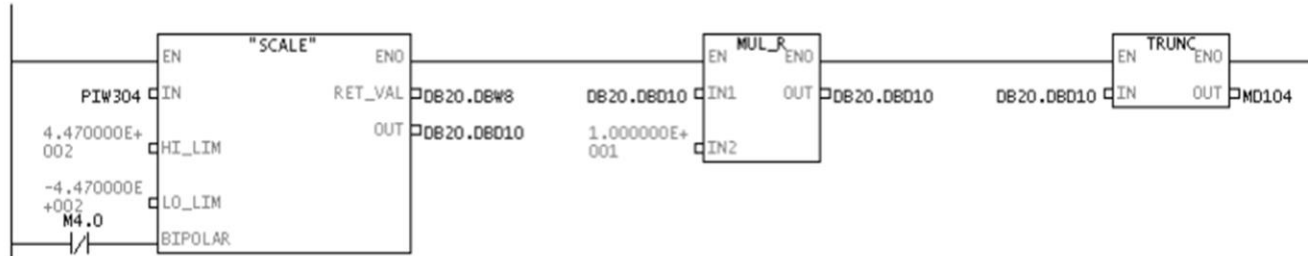 "SCALE"
EN
ENO
PIW304
IN
RET_VAL
DB20.DBW8
4.470000E+
002
HI_LIM
OUT
DB20.DBD10
-4.470000E
+002
LO_LIM
M4.0
BIPOLAR
MUL_R
EN
ENO
DB20.DBD10
IN1
OUT
DB20.DBD10
1.000000E+
001
IN2
TRUNC
EN
ENO
DB20.DBD10
IN
OUT
MD104